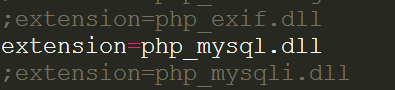 ;extension=php_exif.dll
extension=php_mysql.dll
;extension=php_mysqli.dll